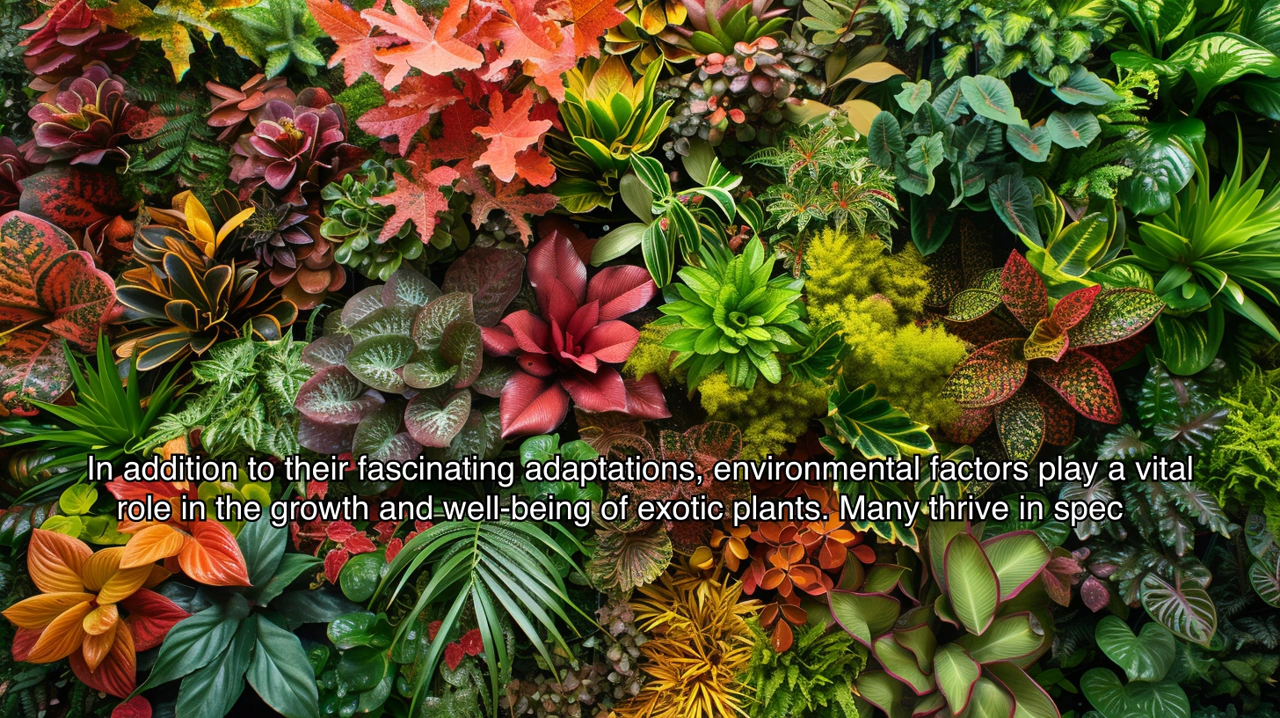 In addition to their fascinating adaptations, environmental factors play a vital
role in the growth and well-being of exotic plants. Many thrive in spec